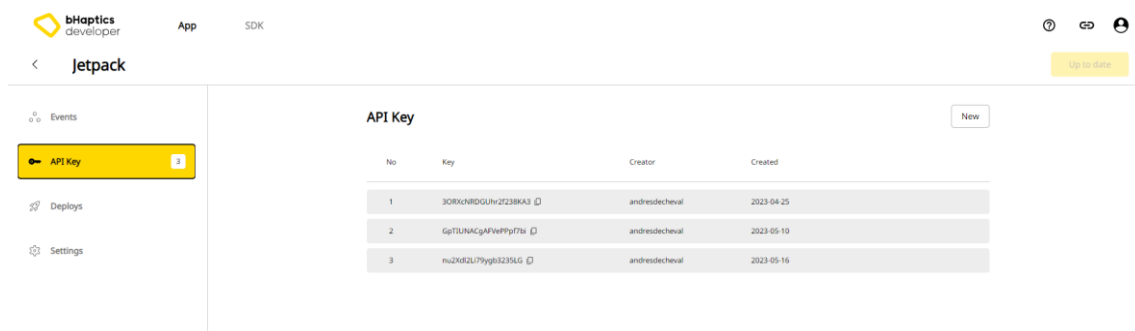 bHaptics
developer
App
SDK
Jetpack
Up to date
Events
API Key
3
Deploys
Settings
API Key
New
No Key Creator Created
1 3ORXcNRDGUhr2f238KA3 andresdecheval 2023-04-25
2 GpTIUNACgAFVePPpf7bi andresdecheval 2023-05-10
3 nu2Xdl2Li79ygb3235LG andresdecheval 2023-05-16